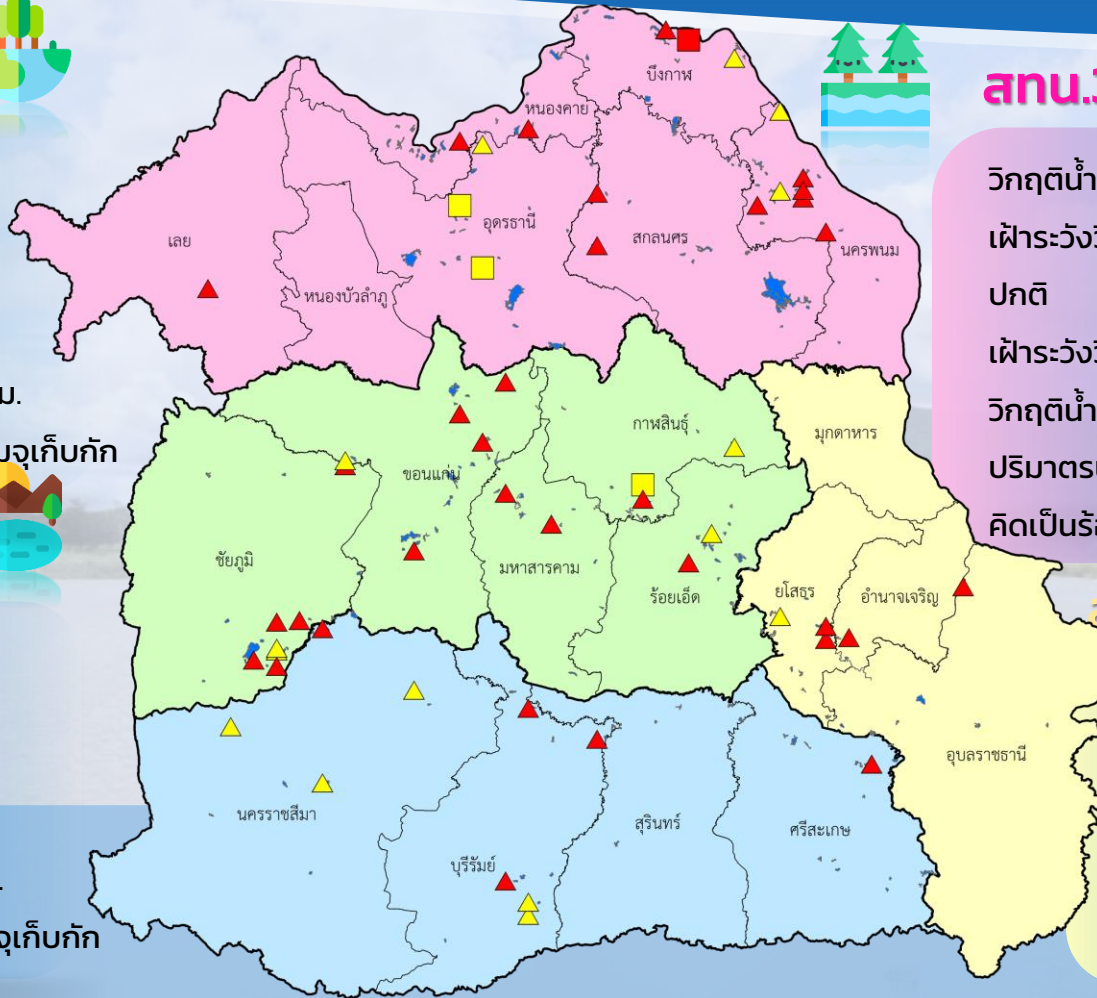 สทน.
วิกฤติน้ำ
เฝ้าระวัง
ปกติ
เฝ้าระวัง
วิกฤติน้ำ
คิดเป็น
ม.
จุเก็บกัก
จุเก็บกัก
บึงกาฬ
หนองคาย
อุดรธานี
เลย
สกลนคร
นครพนม
หนองบัวลำภู
กาฬสินธุ์
มุกดาหาร
ขอนแก่น
ชัยภูมิ
มหาสารคาม
ร้อยเอ็ด
ยโสธร
อำนาจเจริญ
อุบลราชธานี
นครราชสีมา
สุรินทร์
ศรีสะเกษ
บุรีรัมย์